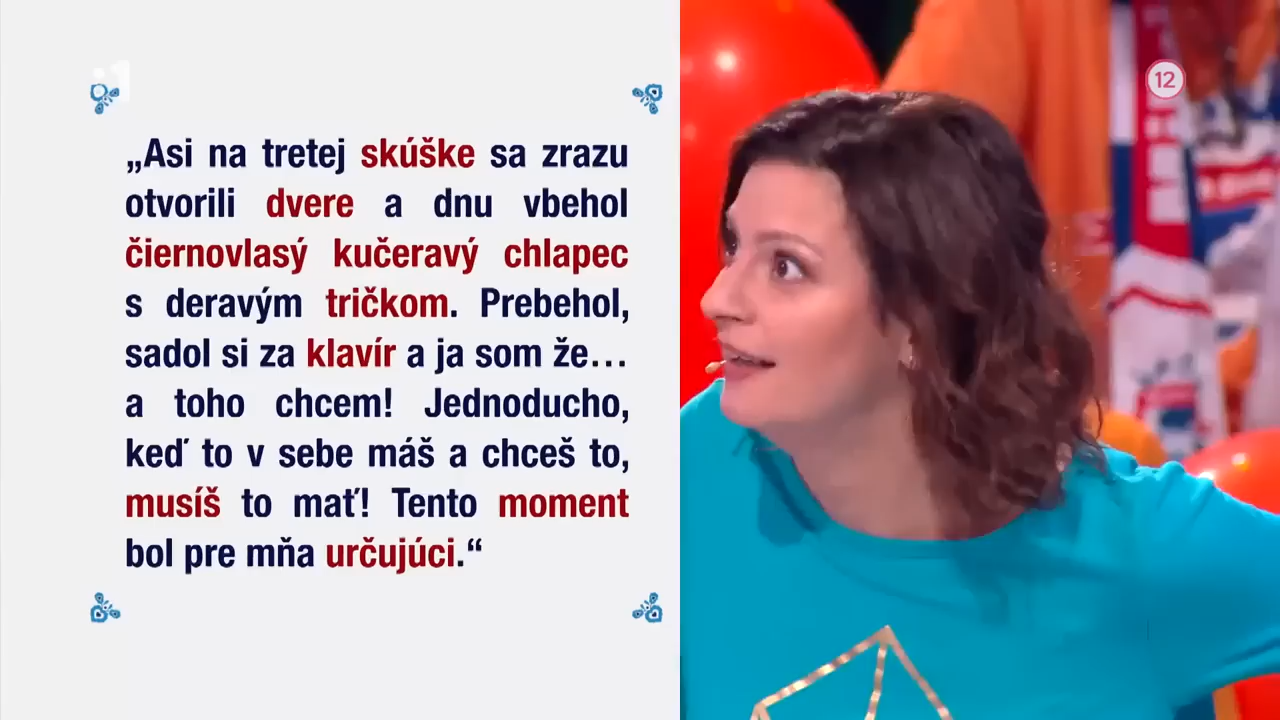 „Asi na tretej skúške sa zrazu
otvorili dvere a dnu vbehol
čiernovlasý kučeravý chlapec
s deravým tričkom. Prebehol,
sadol si za klavír a ja som že...
a toho chcem! Jednoducho,
keď to v sebe máš a chceš to,
musíš to mať! Tento moment
bol pre mňa určujúci.“
12